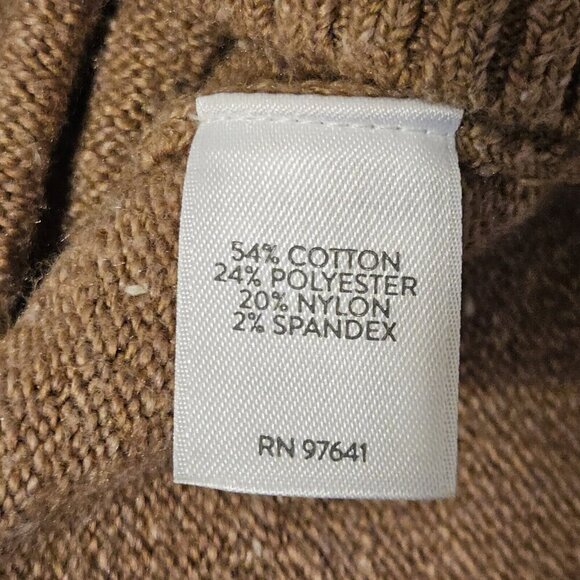 54% COTTON
24% POLYESTER
20% NYLON
2% SPANDEX
RN 97641